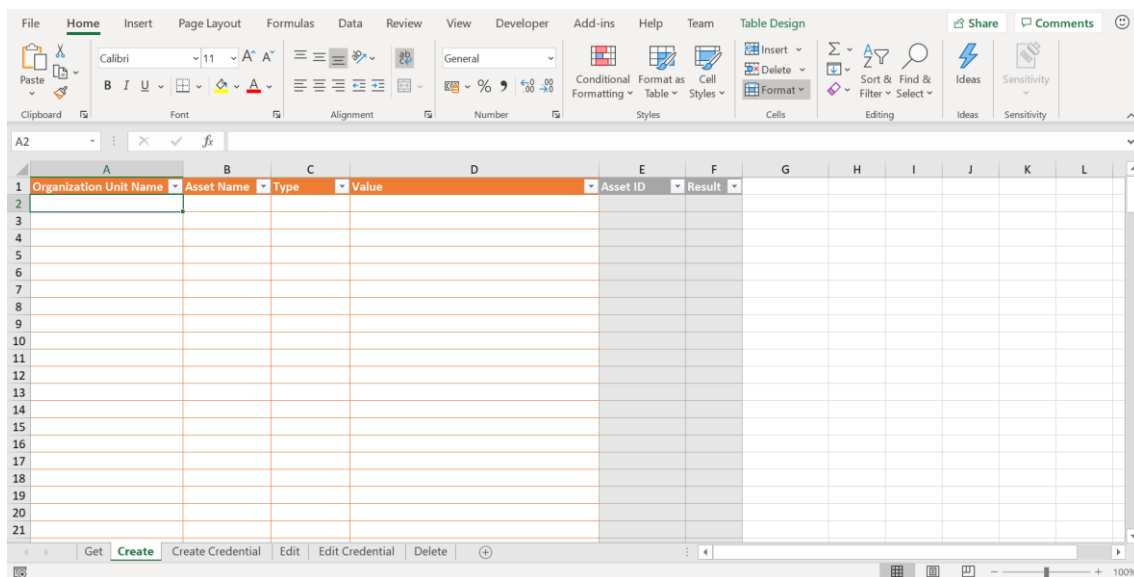 File Home Insert Page Layout Formulas Data Review View Developer Add-ins Help Team Table Design Share Comments
Paste
Clipboard
Calibri 11 A^ A˅
B I U A
Font
ab
Alignment
General
% 9 .00 .00
Number
Conditional Formatting Format as Table Cell Styles
Styles
Insert
Delete
Format
Cells
Σ
Sort & Filter Find & Select
Editing
Ideas
Ideas
Sensitivity
Sensitivity
A2 fx
A B C D E F G H I J K L
1 Organization Unit Name Asset Name Type Value Asset ID Result
2
3
4
5
6
7
8
9
10
11
12
13
14
15
16
17
18
19
20
21
Get Create Create Credential Edit Edit Credential Delete
100%